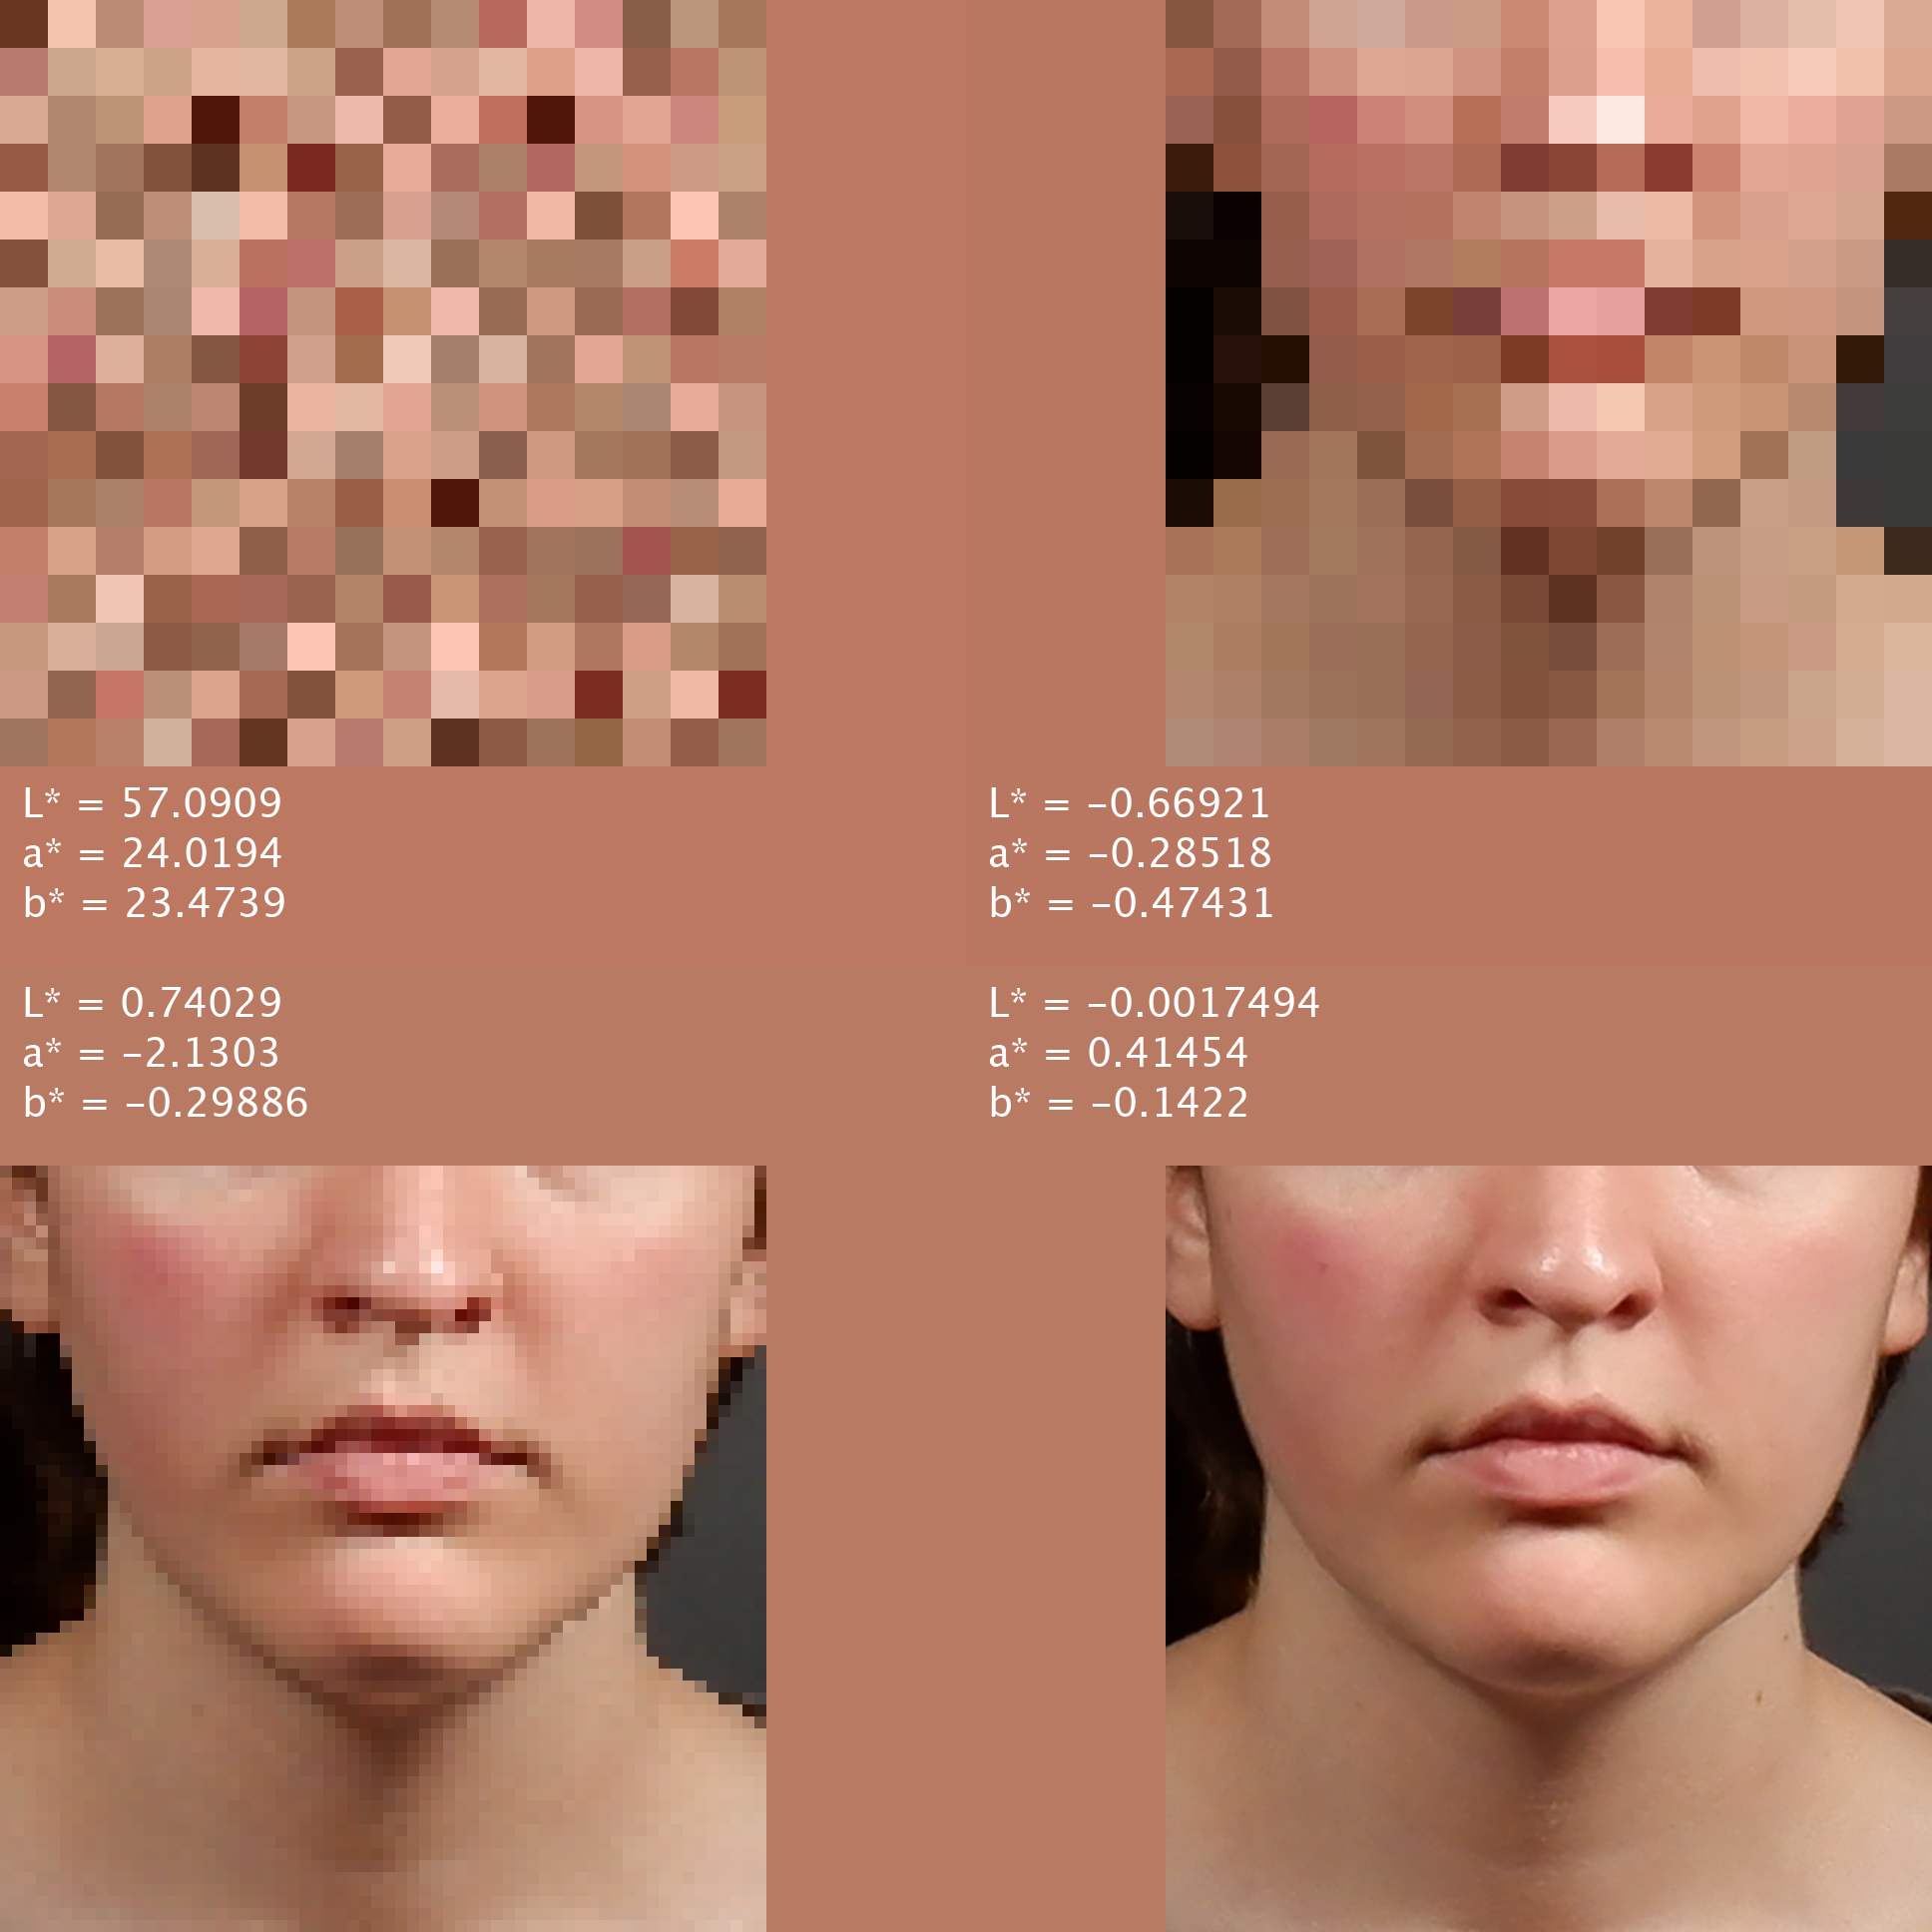 L* = 57.0909
a* = 24.0194
b* = 23.4739
L* = –0.66921
a* = –0.28518
b* = –0.47431
L* = 0.74029
a* = –2.1303
b* = –0.29886
L* = –0.0017494
a* = 0.41454
b* = –0.1422